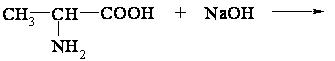 CH3—CH—COOH + NaOH ⟶
NH2